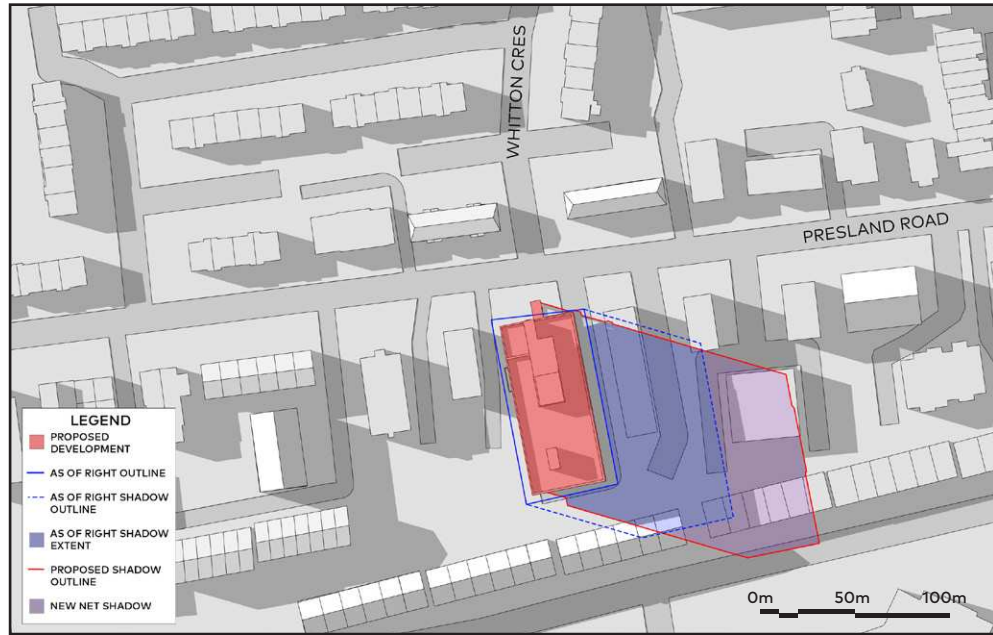 WHITTON CRES
PRESLAND ROAD
LEGEND
PROPOSED
DEVELOPMENT
AS OF RIGHT OUTLINE
AS OF RIGHT SHADOW
OUTLINE
AS OF RIGHT SHADOW
EXTENT
PROPOSED SHADOW
OUTLINE
NEW NET SHADOW
0m 50m 100m